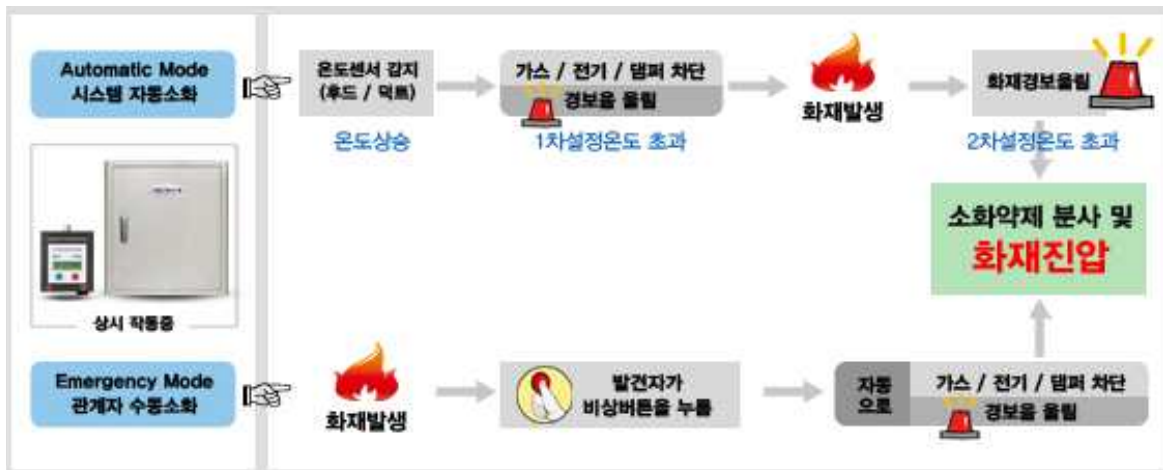 Automatic Mode
시스템 자동소화
온도센서 감지
(후드 / 덕트)
온도상승
가스 / 전기 / 댐퍼 차단
경보을 울림
1차설정온도 초과
화재발생
화재경보울림
2차설정온도 초과
소화약제 분사 및
화재진압
상시 작동중
Emergency Mode
관계자 수동소화
화재발생
발견자가
비상버튼을 누름
자동
으로
가스 / 전기 / 댐퍼 차단
경보을 울림